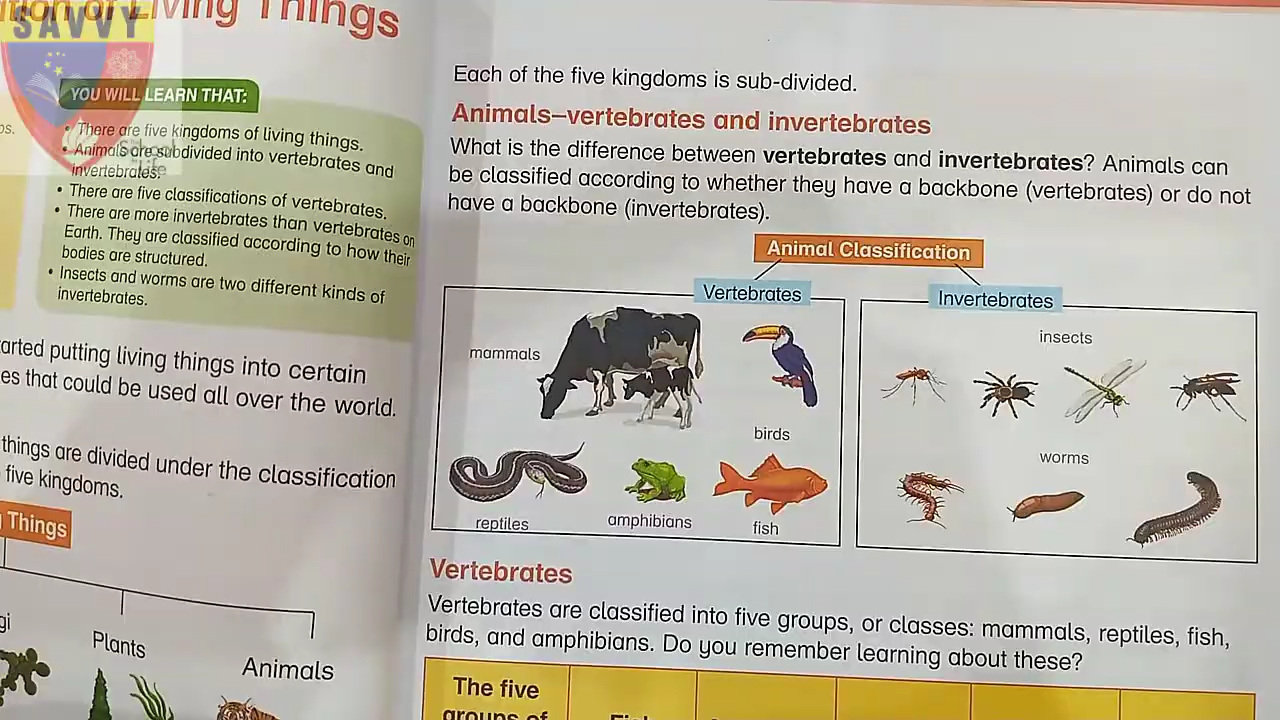 SAVVY
Living Things
YOU WILL LEARN THAT:
• There are five kingdoms of living things.
• Animals are subdivided into vertebrates and
invertebrates.
• There are five classifications of vertebrates.
• There are more invertebrates than vertebrates on
Earth. They are classified according to how their
bodies are structured.
• Insects and worms are two different kinds of
invertebrates.
arted putting living things into certain
es that could be used all over the world.
things are divided under the classification
five kingdoms.
Things
gi
Plants
Animals
Each of the five kingdoms is sub-divided.
Animals–vertebrates and invertebrates
What is the difference between vertebrates and invertebrates? Animals can
be classified according to whether they have a backbone (vertebrates) or do not
have a backbone (invertebrates).
Animal Classification
Vertebrates
mammals
birds
reptiles
amphibians
fish
Invertebrates
insects
worms
Vertebrates
Vertebrates are classified into five groups, or classes: mammals, reptiles, fish,
birds, and amphibians. Do you remember learning about these?
The five
groups of